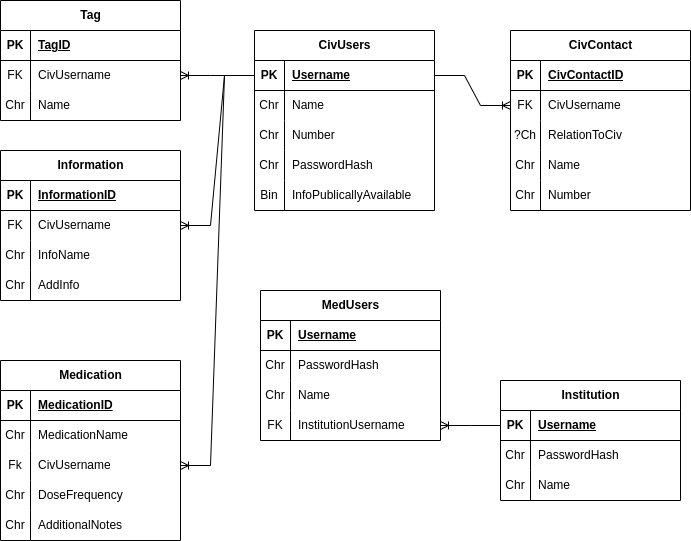 Tag
PK TagID
FK CivUsername
Chr Name
Information
PK InformationID
FK CivUsername
Chr InfoName
Chr AddInfo
Medication
PK MedicationID
Chr MedicationName
Fk CivUsername
Chr DoseFrequency
Chr AdditionalNotes
CivUsers
PK Username
Chr Name
Chr Number
Chr PasswordHash
Bin InfoPublicallyAvailable
CivContact
PK CivContactID
FK CivUsername
?Ch RelationToCiv
Chr Name
Chr Number
MedUsers
PK Username
Chr PasswordHash
Chr Name
FK InstitutionUsername
Institution
PK Username
Chr PasswordHash
Chr Name